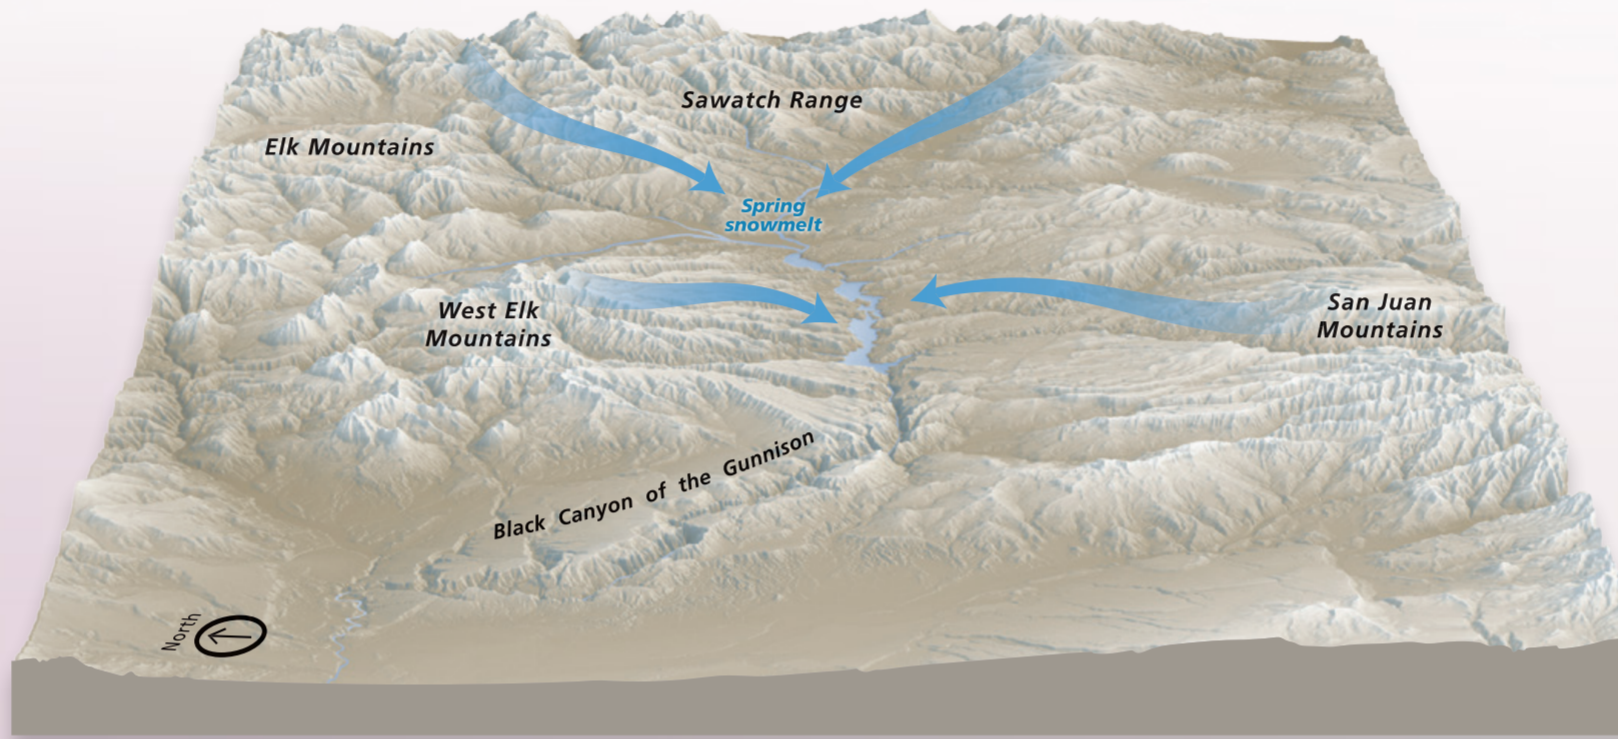 Sawatch Range
Elk Mountains
Spring
snowmelt
West Elk
Mountains
San Juan
Mountains
Black Canyon of the Gunnison
North